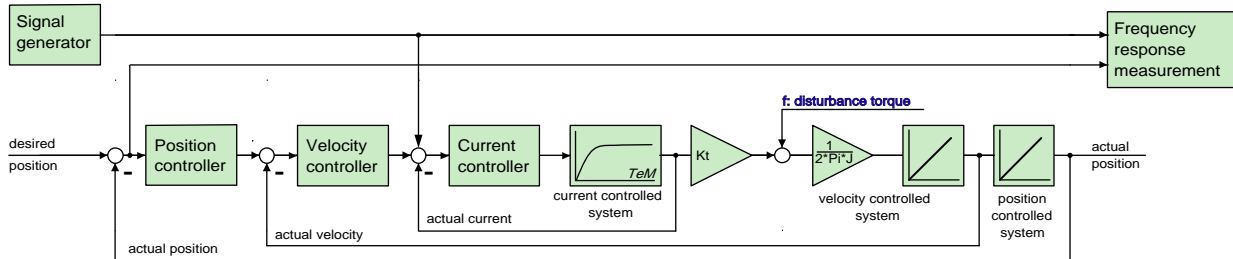 Signal
generator
Frequency
response
measurement
f: disturbance torque
desired
position
Position
controller
Velocity
controller
Current
controller
TeM
Kt
1
2*Pi*J
actual
position
-
-
-
current controlled
system
velocity controlled
system
position
controlled
system
actual current
actual velocity
actual position